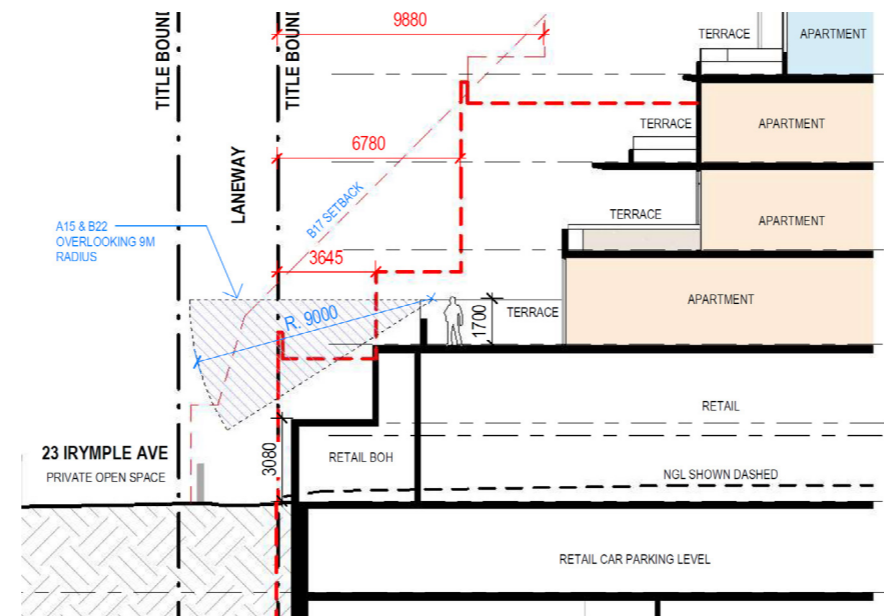 9880
TERRACE
APARTMENT
TITLE BOUND
TITLE BOUND
TERRACE
APARTMENT
6780
LANEWAY
B17 SETBACK
TERRACE
APARTMENT
A15 & B22
OVERLOOKING 9M
RADIUS
3645
R. 9000
1700
TERRACE
APARTMENT
RETAIL
23 IRYMPLE AVE
PRIVATE OPEN SPACE
3080
RETAIL BOH
NGL SHOWN DASHED
RETAIL CAR PARKING LEVEL